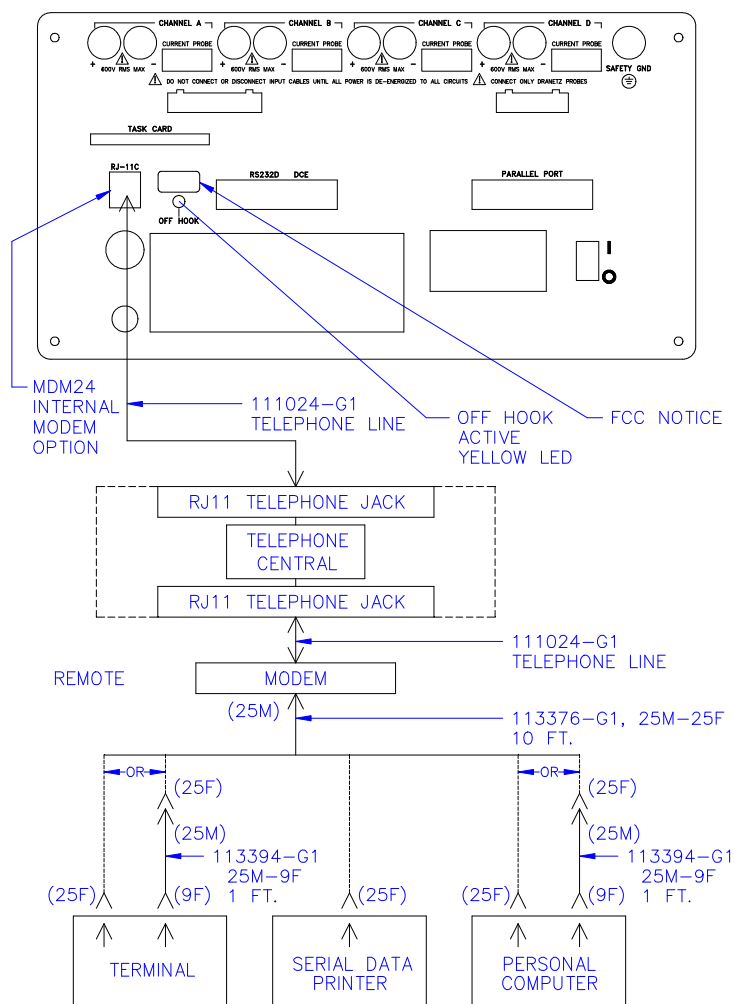 CHANNEL A
CHANNEL B
CHANNEL C
CHANNEL D
CURRENT PROBE
CURRENT PROBE
CURRENT PROBE
CURRENT PROBE
+ 600V RMS MAX -
+ 600V RMS MAX -
+ 600V RMS MAX -
+ 600V RMS MAX -
SAFETY GND
DO NOT CONNECT OR DISCONNECT INPUT CABLES UNTIL ALL POWER IS DE-ENERGIZED TO ALL CIRCUITS
CONNECT ONLY DRANETZ PROBES
TASK CARD
RJ-11C
RS232D DCE
PARALLEL PORT
OFF HOOK
I
O
MDM24
INTERNAL
MODEM
OPTION
111024-G1
TELEPHONE LINE
OFF HOOK
ACTIVE
YELLOW LED
FCC NOTICE
RJ11 TELEPHONE JACK
TELEPHONE
CENTRAL
RJ11 TELEPHONE JACK
111024-G1
TELEPHONE LINE
REMOTE
MODEM
(25M)
113376-G1, 25M-25F
10 FT.
OR
OR
(25F)
(25F)
(25M)
(25M)
113394-G1
25M-9F
1 FT.
113394-G1
25M-9F
1 FT.
(25F)
(9F)
(25F)
(25F)
(9F)
TERMINAL
SERIAL DATA
PRINTER
PERSONAL
COMPUTER